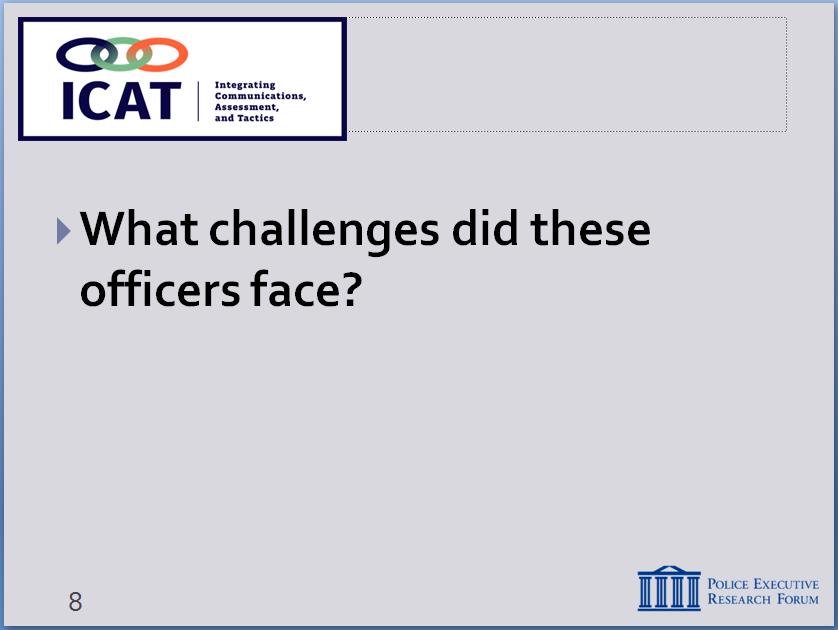 ICAT
Integrating
Communications,
Assessment,
and Tactics
What challenges did these
officers face?
8
POLICE EXECUTIVE
RESEARCH FORUM